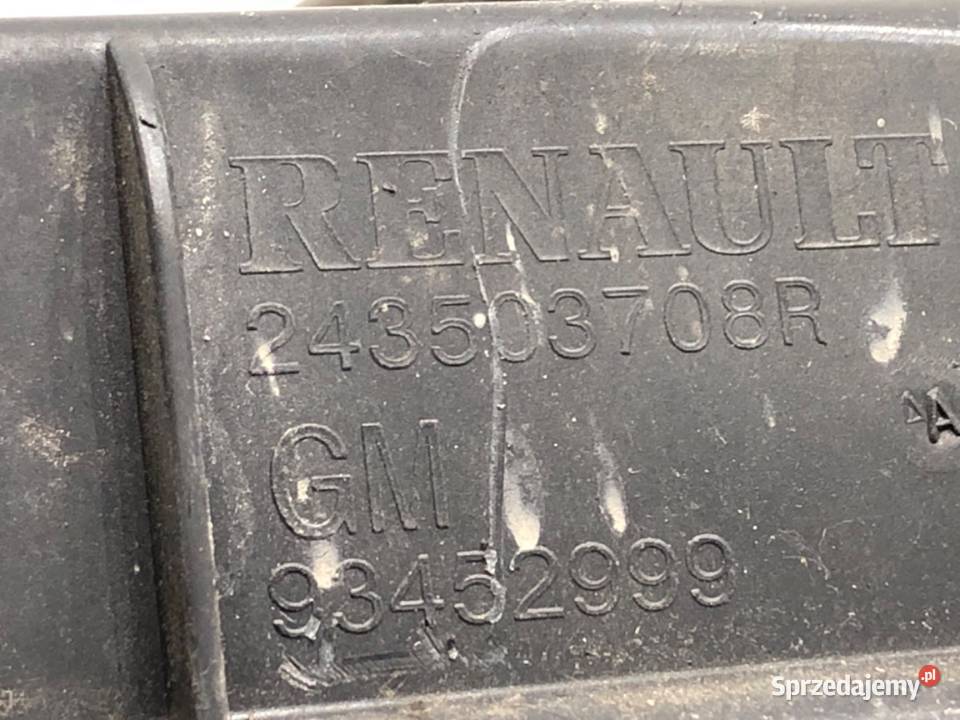 RENAULT
243503708R
GM
93452999
Sprzedajemy.pl